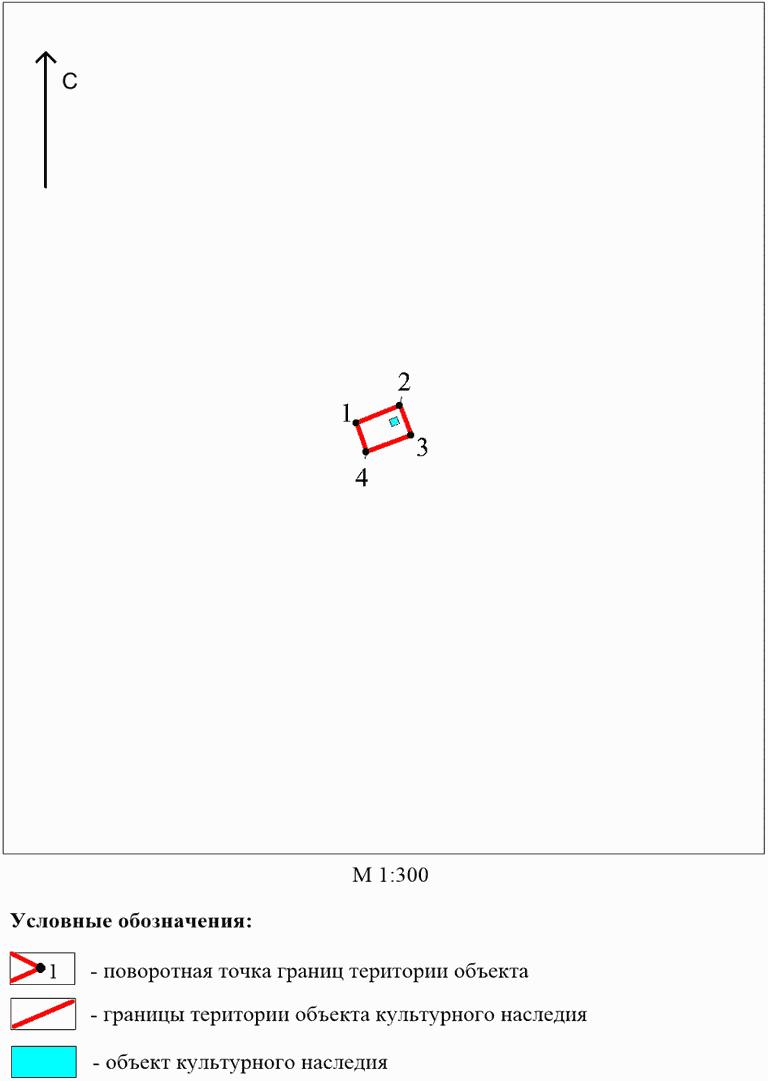 С
2
1
3
4
М 1:300
Условные обозначения:
1 - поворотная точка границ територии объекта
- границы територии объекта культурного наследия
- объект культурного наследия